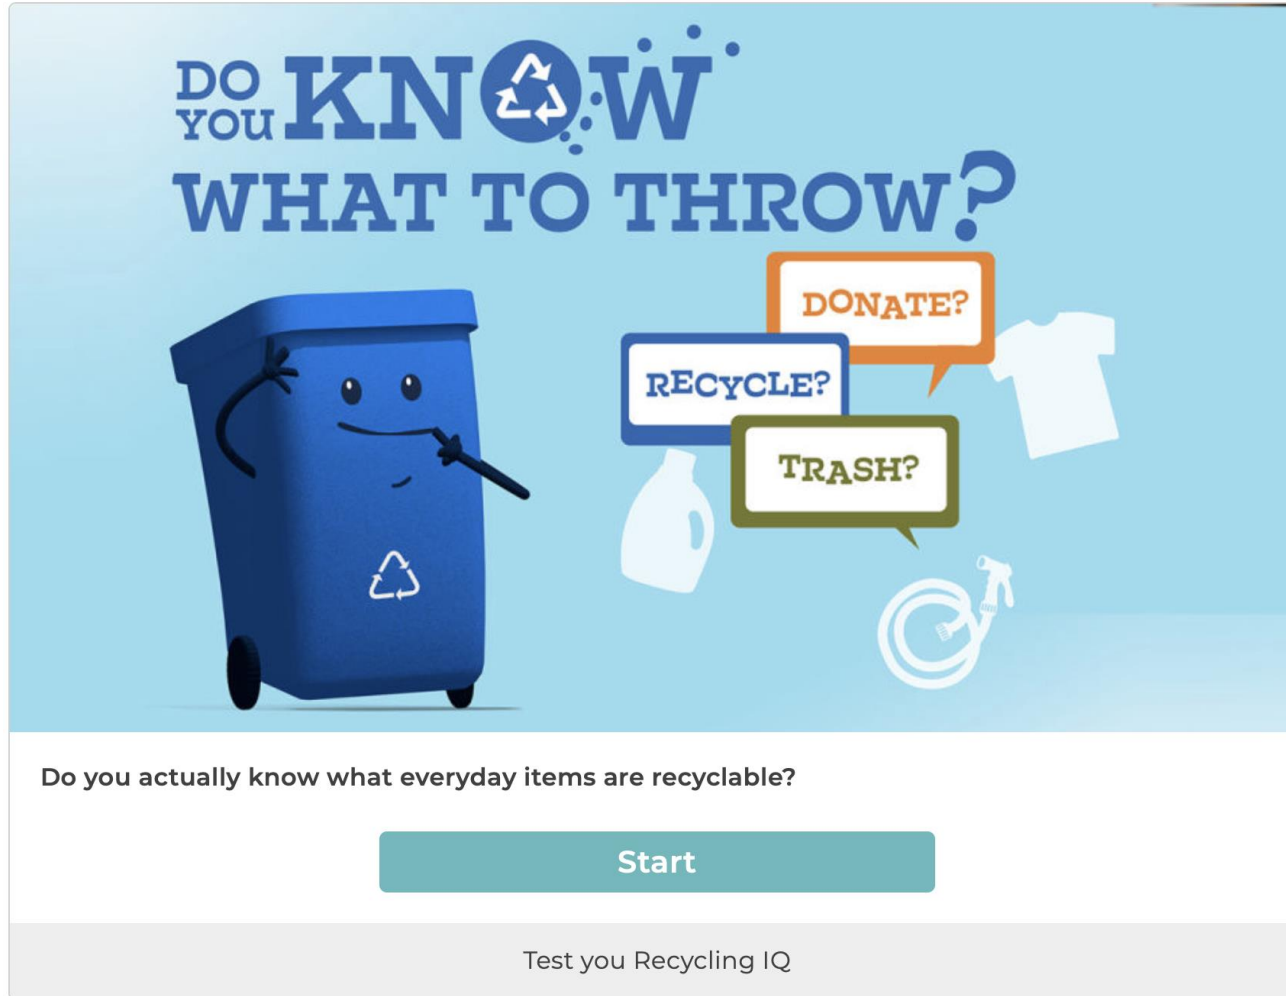 DO YOU KNOW
WHAT TO THROW?
DONATE?
RECYCLE?
TRASH?
Do you actually know what everyday items are recyclable?
Start
Test you Recycling IQ